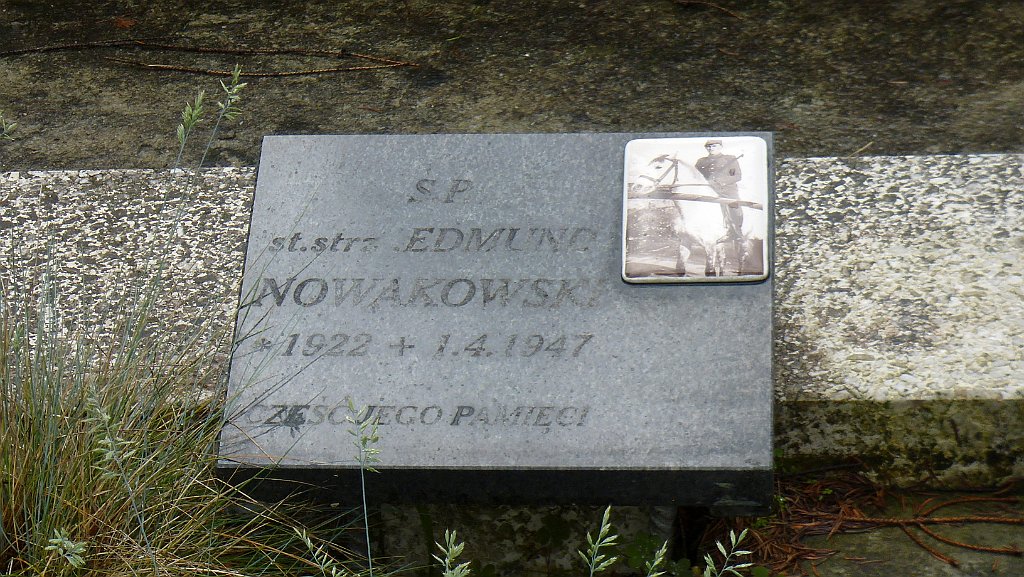 Ś.P.
st.strz. EDMUND
NOWAKOWSKI
* 1922 + 1.4.1947
CZEŚĆ JEGO PAMIĘCI